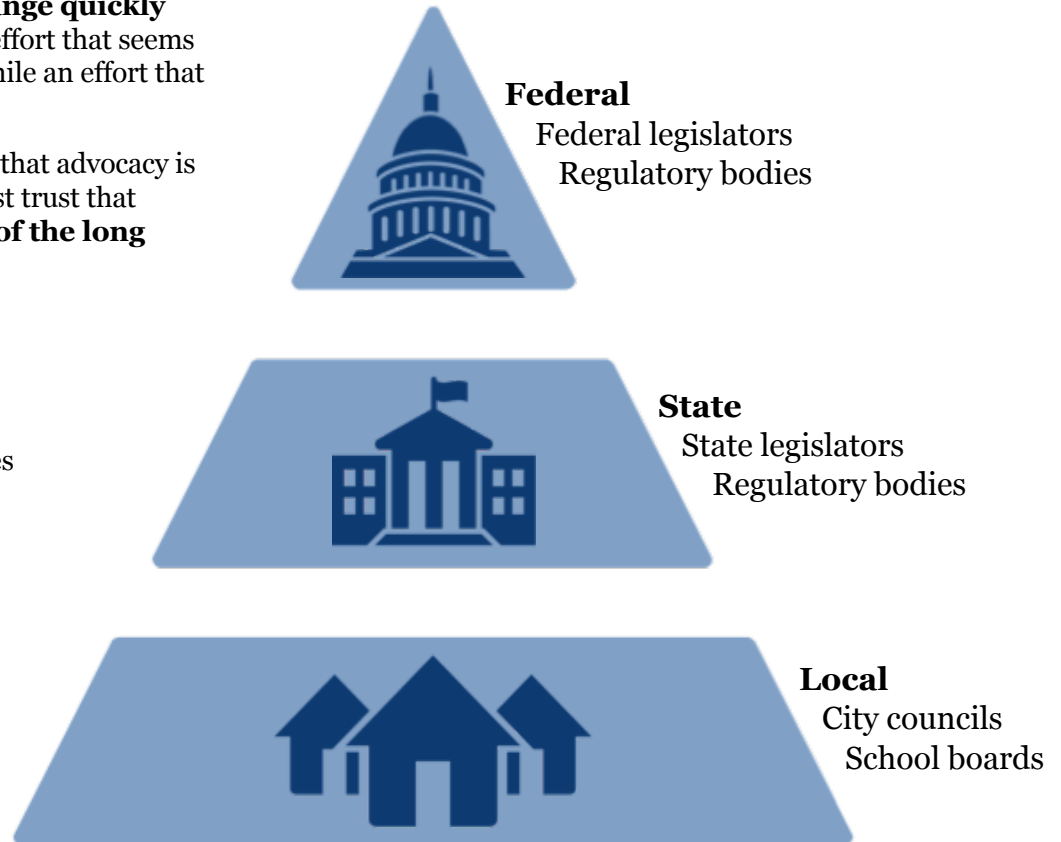 nge quickly
effort that seems
hile an effort that
that advocacy is
st trust that
of the long
es
Federal
Federal legislators
Regulatory bodies
State
State legislators
Regulatory bodies
Local
City councils
School boards